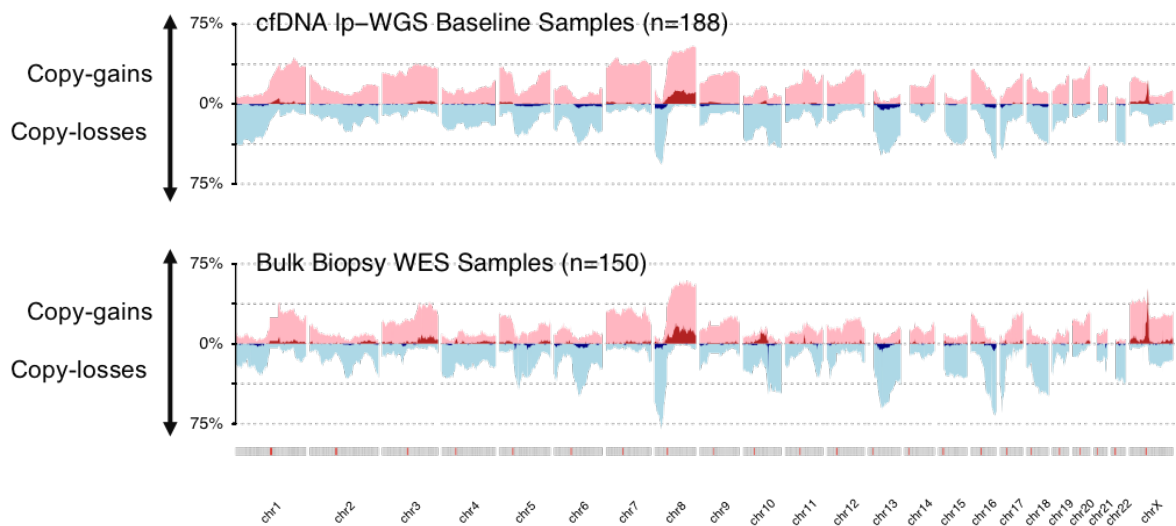 75%
cfDNA lp−WGS Baseline Samples (n=188)
Copy-gains
0%
Copy-losses
75%
75%
Bulk Biopsy WES Samples (n=150)
Copy-gains
0%
Copy-losses
75%
chr1 chr2 chr3 chr4 chr5 chr6 chr7 chr8 chr9 chr10 chr11 chr12 chr13 chr14 chr15 chr16 chr17 chr18 chr19 chr20 chr21 chr22 chrX